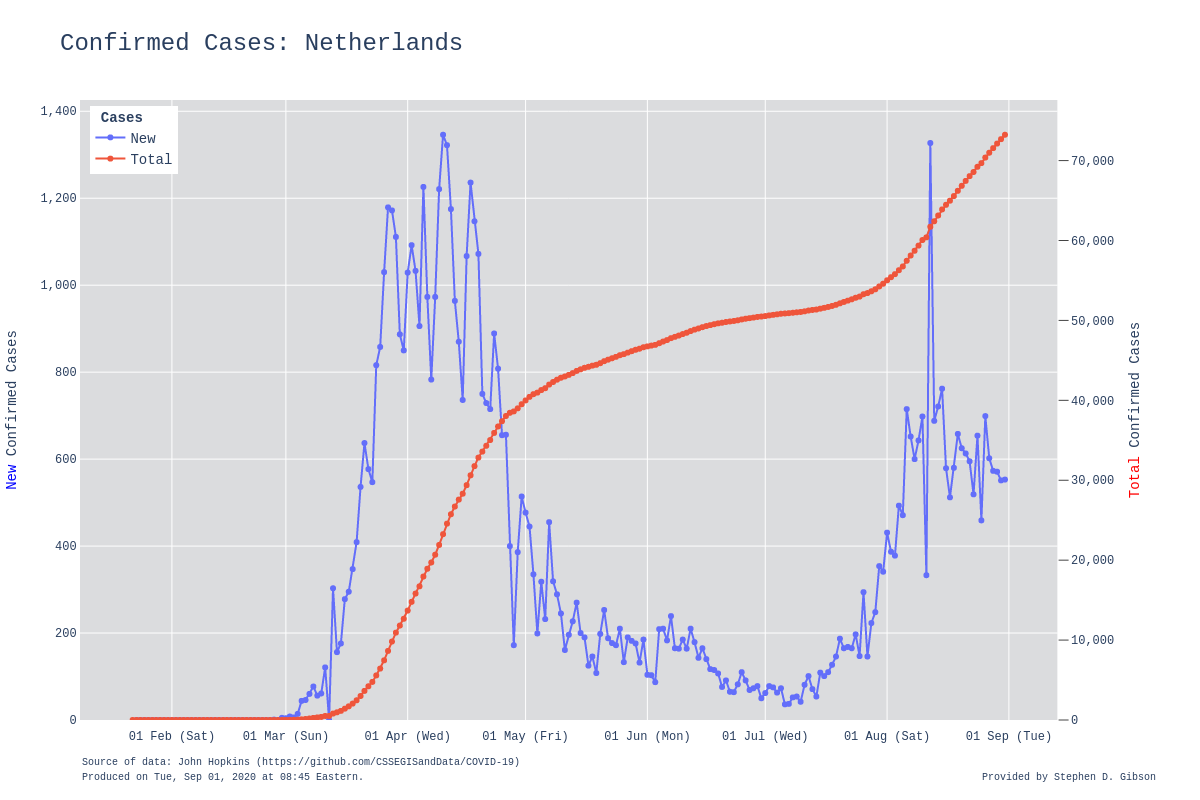 Confirmed Cases: Netherlands
Cases
New
Total
1,400
1,200
1,000
800
600
400
200
0
New Confirmed Cases
70,000
60,000
50,000
40,000
30,000
20,000
10,000
0
Total Confirmed Cases
01 Feb (Sat) 01 Mar (Sun) 01 Apr (Wed) 01 May (Fri) 01 Jun (Mon) 01 Jul (Wed) 01 Aug (Sat) 01 Sep (Tue)
Source of data: John Hopkins (https://github.com/CSSEGISandData/COVID-19)
Produced on Tue, Sep 01, 2020 at 08:45 Eastern.
Provided by Stephen D. Gibson